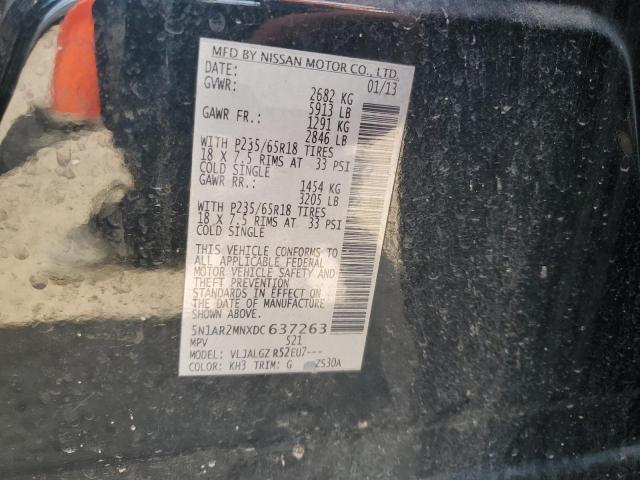 MFD BY NISSAN MOTOR CO., LTD.
DATE: 01/13
GVWR: 2682 KG
5913 LB
GAWR FR.: 1291 KG
2846 LB
WITH P235/65R18 TIRES
18 X 7.5 RIMS AT 33 PSI
COLD SINGLE
GAWR RR.: 1454 KG
3205 LB
WITH P235/65R18 TIRES
18 X 7.5 RIMS AT 33 PSI
COLD SINGLE
THIS VEHICLE CONFORMS TO
ALL APPLICABLE FEDERAL
MOTOR VEHICLE SAFETY AND
THEFT PREVENTION
STANDARDS IN EFFECT ON
THE DATE OF MANUFACTURE
SHOWN ABOVE.
5N1AR2MNXDC637263
MPV 521
MODEL: VLJALGZ R52EU7---
COLOR: KH3 TRIM: G ZS30A